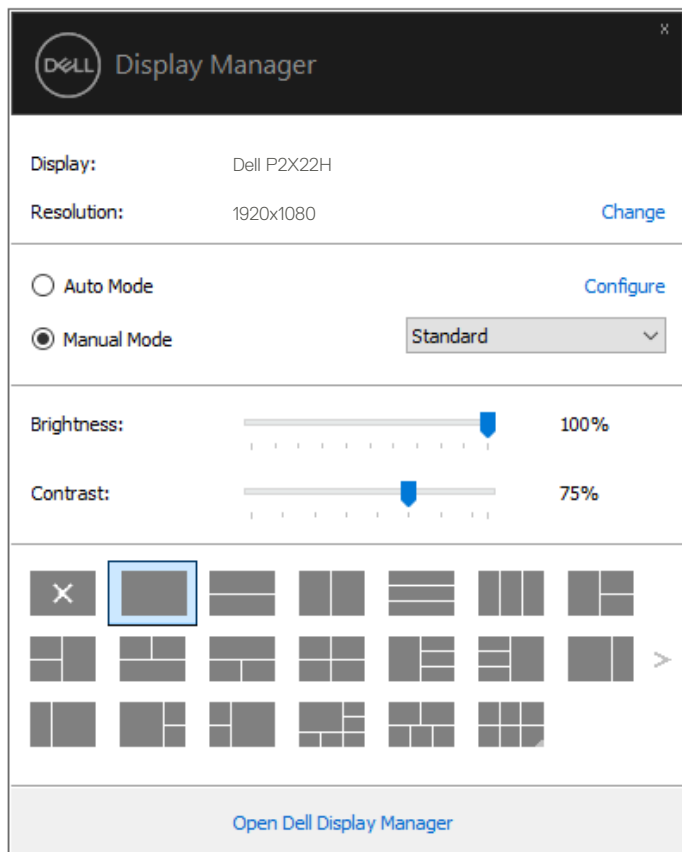 x
DELL Display Manager
Display: Dell P2X22H
Resolution: 1920x1080 Change
Auto Mode Configure
Manual Mode Standard
Brightness: 100%
Contrast: 75%
Open Dell Display Manager